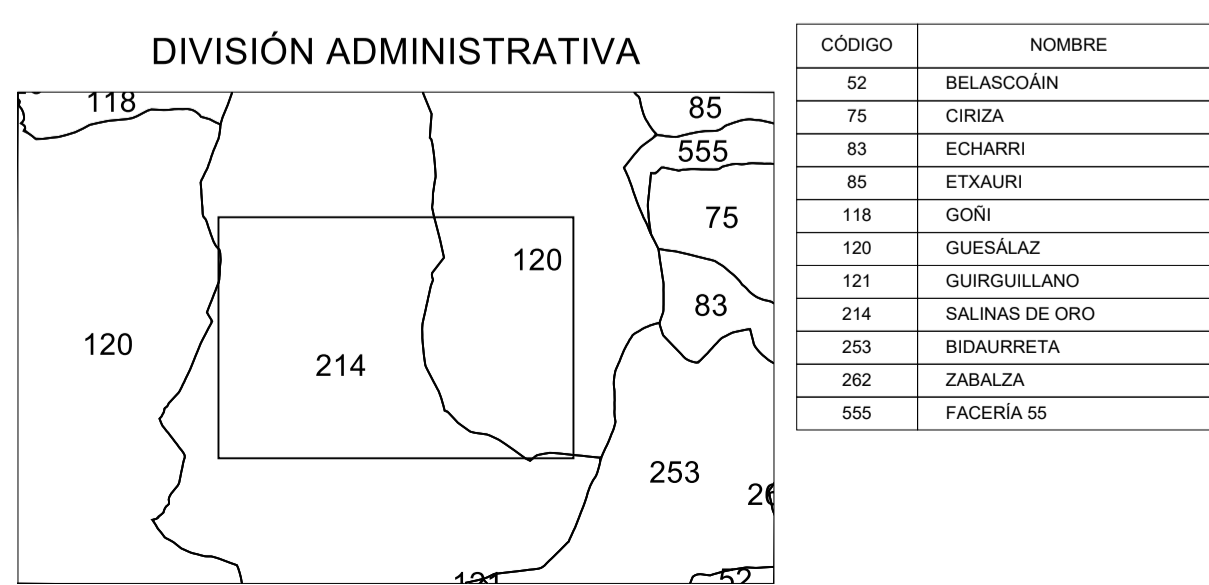 DIVISIÓN ADMINISTRATIVA
118
85
555
75
120
83
120
214
253
52
CÓDIGO NOMBRE
52 BELASCOÁIN
75 CIRIZA
83 ECHARRI
85 ETXAURI
118 GOÑI
120 GUESÁLAZ
121 GUIRGUILLANO
214 SALINAS DE ORO
253 BIDAURRETA
262 ZABALZA
555 FACERÍA 55